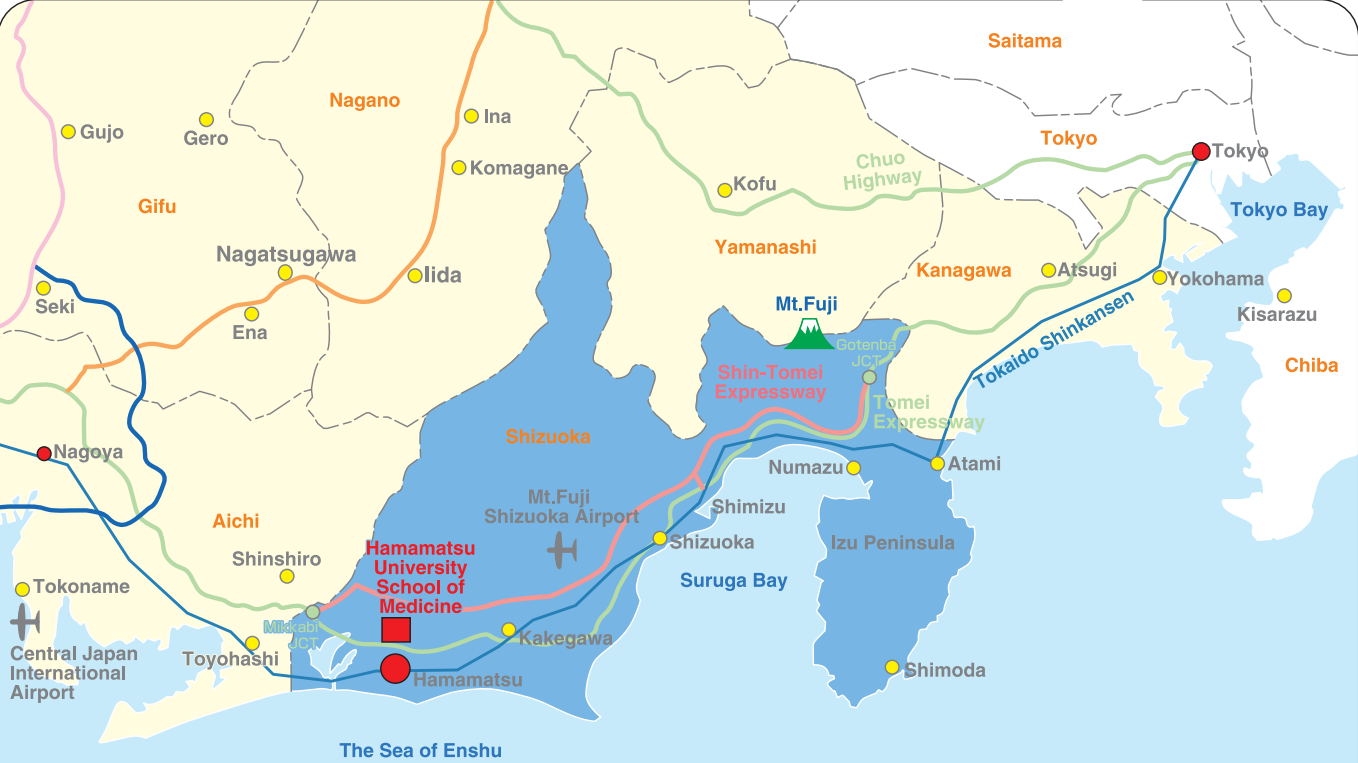 Saitama
Nagano
Ina
Gujo
Gero
Tokyo
Tokyo
Chuo
Highway
Komagane
Kofu
Gifu
Tokyo Bay
Yamanashi
Nagatsugawa
Iida
Kanagawa
Atsugi
Yokohama
Seki
Mt.Fuji
Kisarazu
Ena
Tokaido Shinkansen
Gotenba
JCT
Chiba
Shin-Tomei
Expressway
Tomei
Expressway
Shizuoka
Nagoya
Numazu
Atami
Mt.Fuji
Shizuoka Airport
Shimizu
Aichi
Hamamatsu
University
School of
Medicine
Shizuoka
Izu Peninsula
Shinshiro
Suruga Bay
Tokoname
Mikkabi
JCT
Kakegawa
Toyohashi
Central Japan
International
Airport
Hamamatsu
Shimoda
The Sea of Enshu